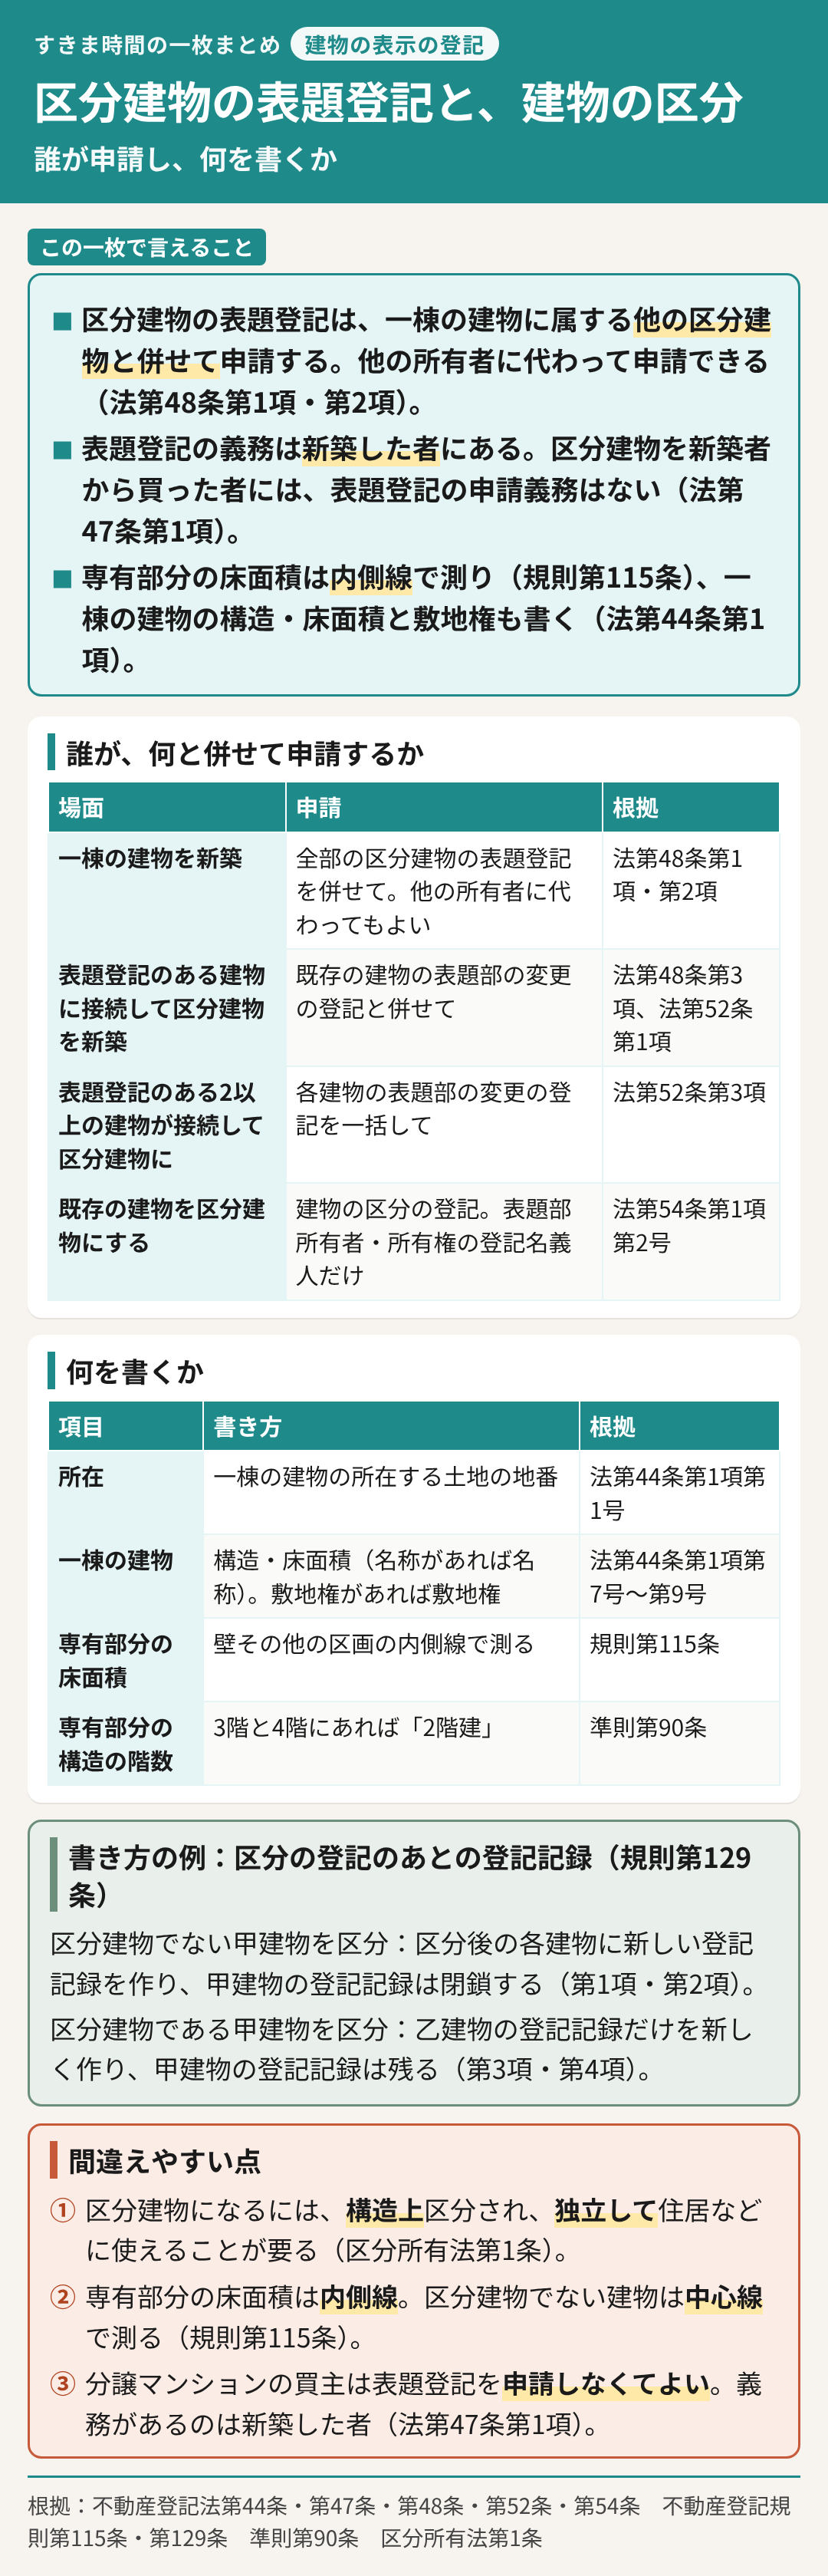 すきま時間の一枚まとめ 建物の表示の登記
区分建物の表題登記と、建物の区分
誰が申請し、何を書くか
この一枚で言えること
■ 区分建物の表題登記は、一棟の建物に属する他の区分建
物と併せて申請する。他の所有者に代わって申請できる
（法第48条第1項・第2項）。
■ 表題登記の義務は新築した者にある。区分建物を新築者
から買った者には、表題登記の申請義務はない（法第
47条第1項）。
■ 専有部分の床面積は内側線で測り（規則第115条）、一
棟の建物の構造・床面積と敷地権も書く（法第44条第1
項）。
誰が、何と併せて申請するか
場面 申請 根拠
一棟の建物を新築 全部の区分建物の表題登記 法第48条第1
を併せて。他の所有者に代 項・第2項
わってもよい
表題登記のある建物 既存の建物の表題部の変更 法第48条第3
に接続して区分建物 の登記と併せて 項、法第52条
を新築 第1項
表題登記のある2以 各建物の表題部の変更の登 法第52条第3項
上の建物が接続して 記を一括して
区分建物に
既存の建物を区分建 建物の区分の登記。表題部 法第54条第1項
物にする 所有者・所有権の登記名義 第2号
人だけ
何を書くか
項目 書き方 根拠
所在 一棟の建物の所在する土地の地番 法第44条第1項第
1号
一棟の建物 構造・床面積（名称があれば名 法第44条第1項第
称）。敷地権があれば敷地権 7号～第9号
専有部分の 壁その他の区画の内側線で測る 規則第115条
床面積
専有部分の 3階と4階にあれば「2階建」 準則第90条
構造の階数
書き方の例：区分の登記のあとの登記記録（規則第129
条）
区分建物でない甲建物を区分：区分後の各建物に新しい登記
記録を作り、甲建物の登記記録は閉鎖する（第1項・第2項）。
区分建物である甲建物を区分：乙建物の登記記録だけを新し
く作り、甲建物の登記記録は残る（第3項・第4項）。
間違えやすい点
① 区分建物になるには、構造上区分され、独立して住居など
に使えることが要る（区分所有法第1条）。
② 専有部分の床面積は内側線。区分建物でない建物は中心線
で測る（規則第115条）。
③ 分譲マンションの買主は表題登記を申請しなくてよい。義
務があるのは新築した者（法第47条第1項）。
根拠：不動産登記法第44条・第47条・第48条・第52条・第54条　不動産登記規
則第115条・第129条　準則第90条　区分所有法第1条